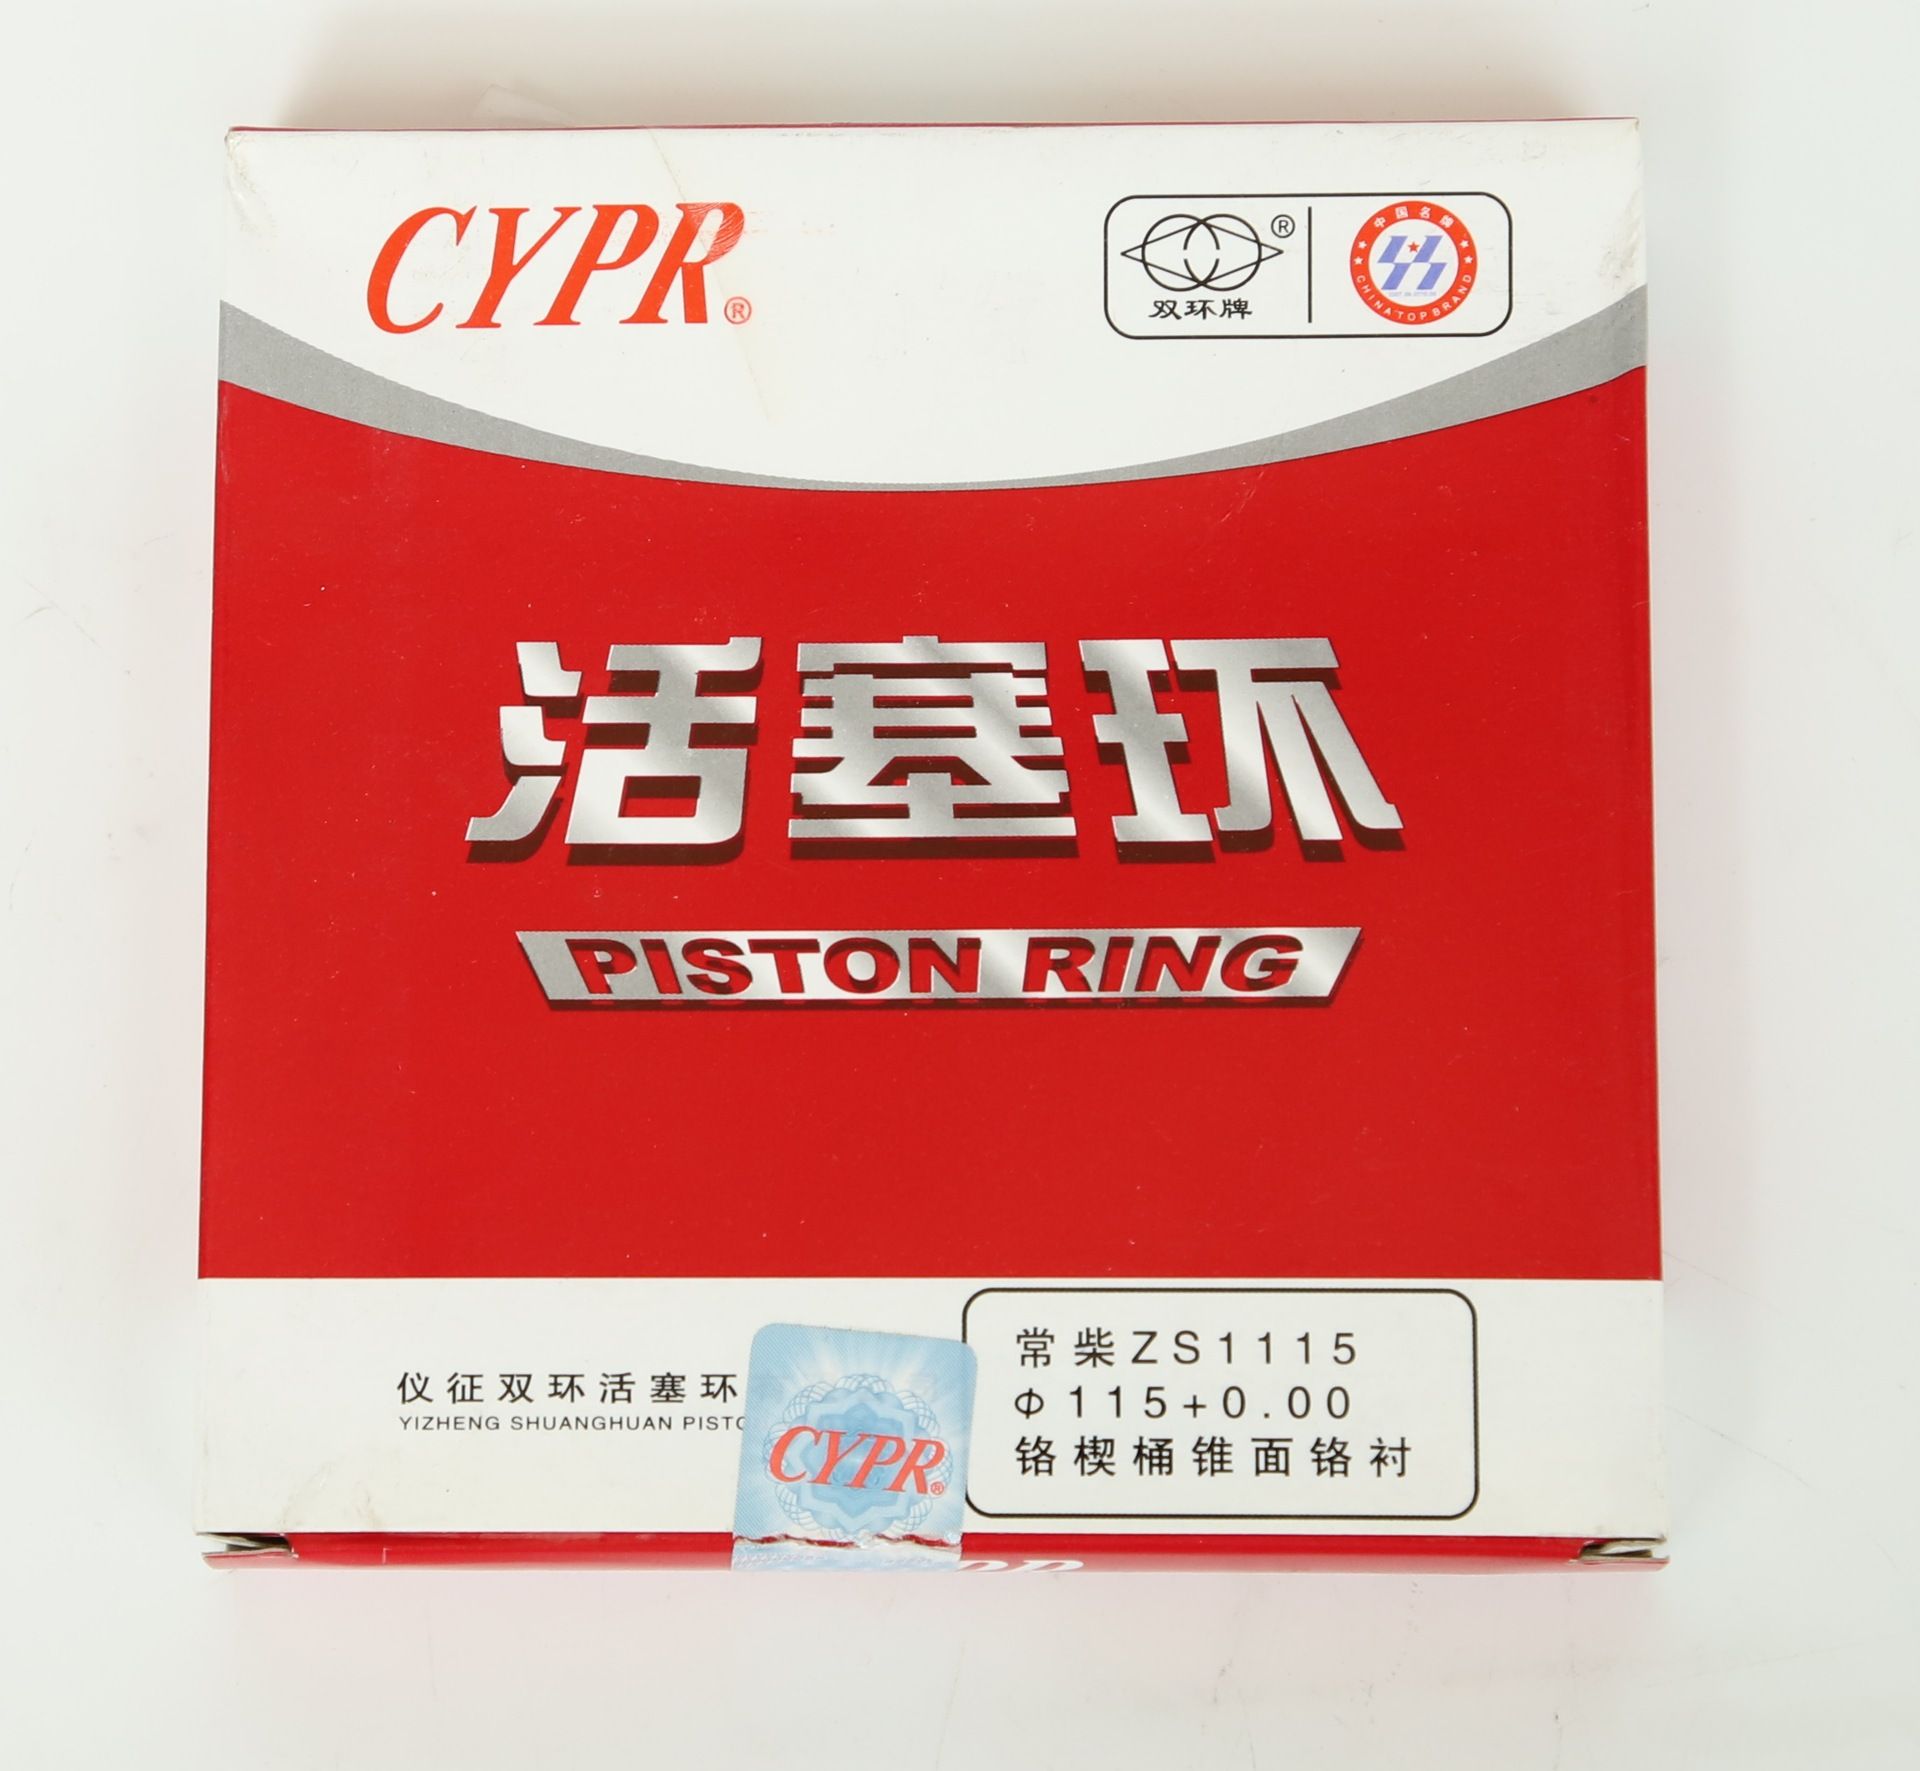 CYPR®
®
双环牌
中国名牌
CHINA TOP BRAND
活塞环
PISTON RING
仪征双环活塞环
YIZHENG SHUANGHUAN
CYPR®
常柴ZS1115
Φ115+0.00
铬楔桶锥面铬衬